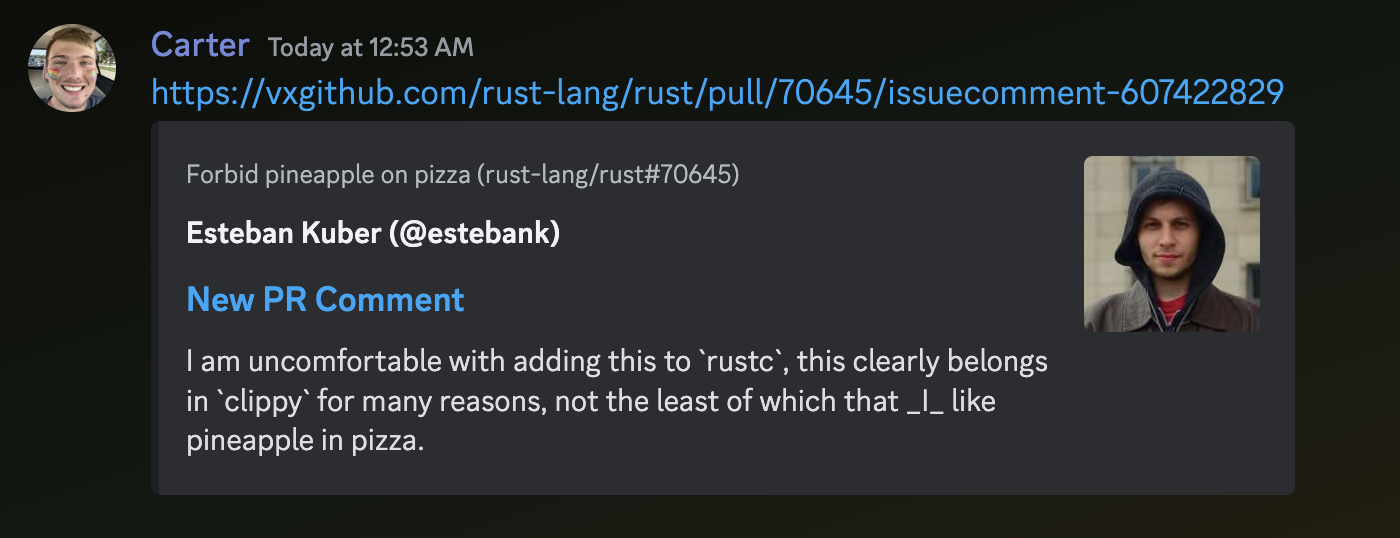 Carter Today at 12:53 AM
https://vxgithub.com/rust-lang/rust/pull/70645/issuecomment-607422829
Forbid pineapple on pizza (rust-lang/rust#70645)
Esteban Kuber (@estebank)
New PR Comment
I am uncomfortable with adding this to `rustc`, this clearly belongs
in `clippy` for many reasons, not the least of which that _I_ like
pineapple in pizza.